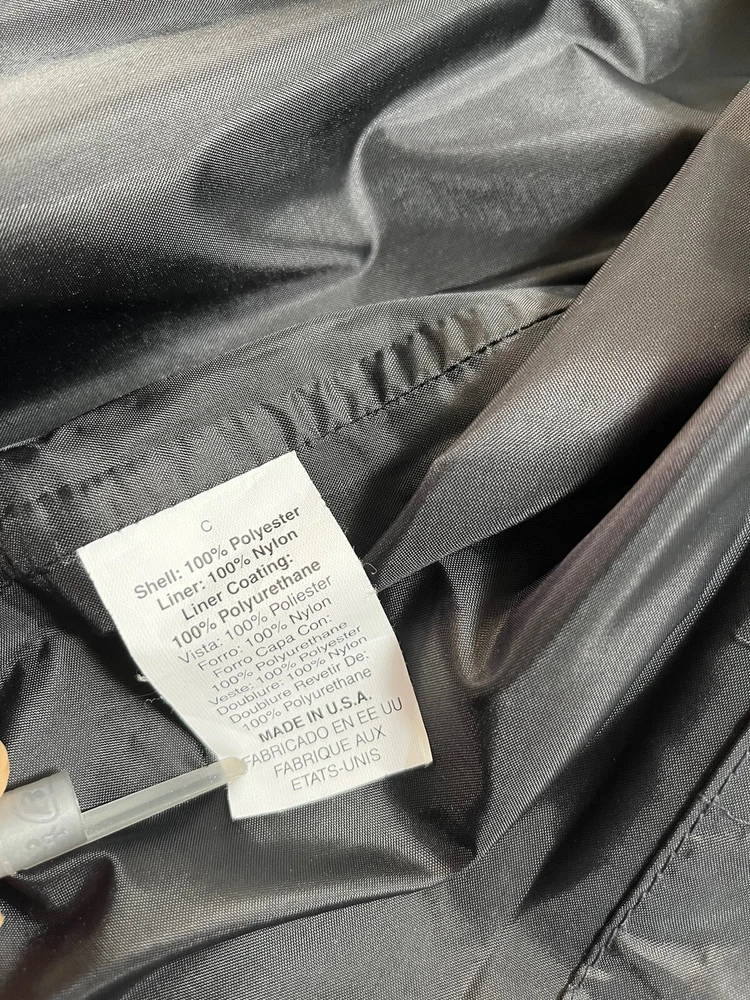 C
Shell: 100% Polyester
Liner: 100% Nylon
Liner Coating:
100% Polyurethane
Vista: 100% Poliester
Forro: 100% Nylon
Forro Capa Con:
100% Polyurethane
Veste: 100% Polyester
Doubiure: 100% Nylon
Doublure Revetir De:
100% Polyurethane
MADE IN U.S.A.
FABRICADO EN EE UU
FABRIQUE AUX
ETATS-UNIS